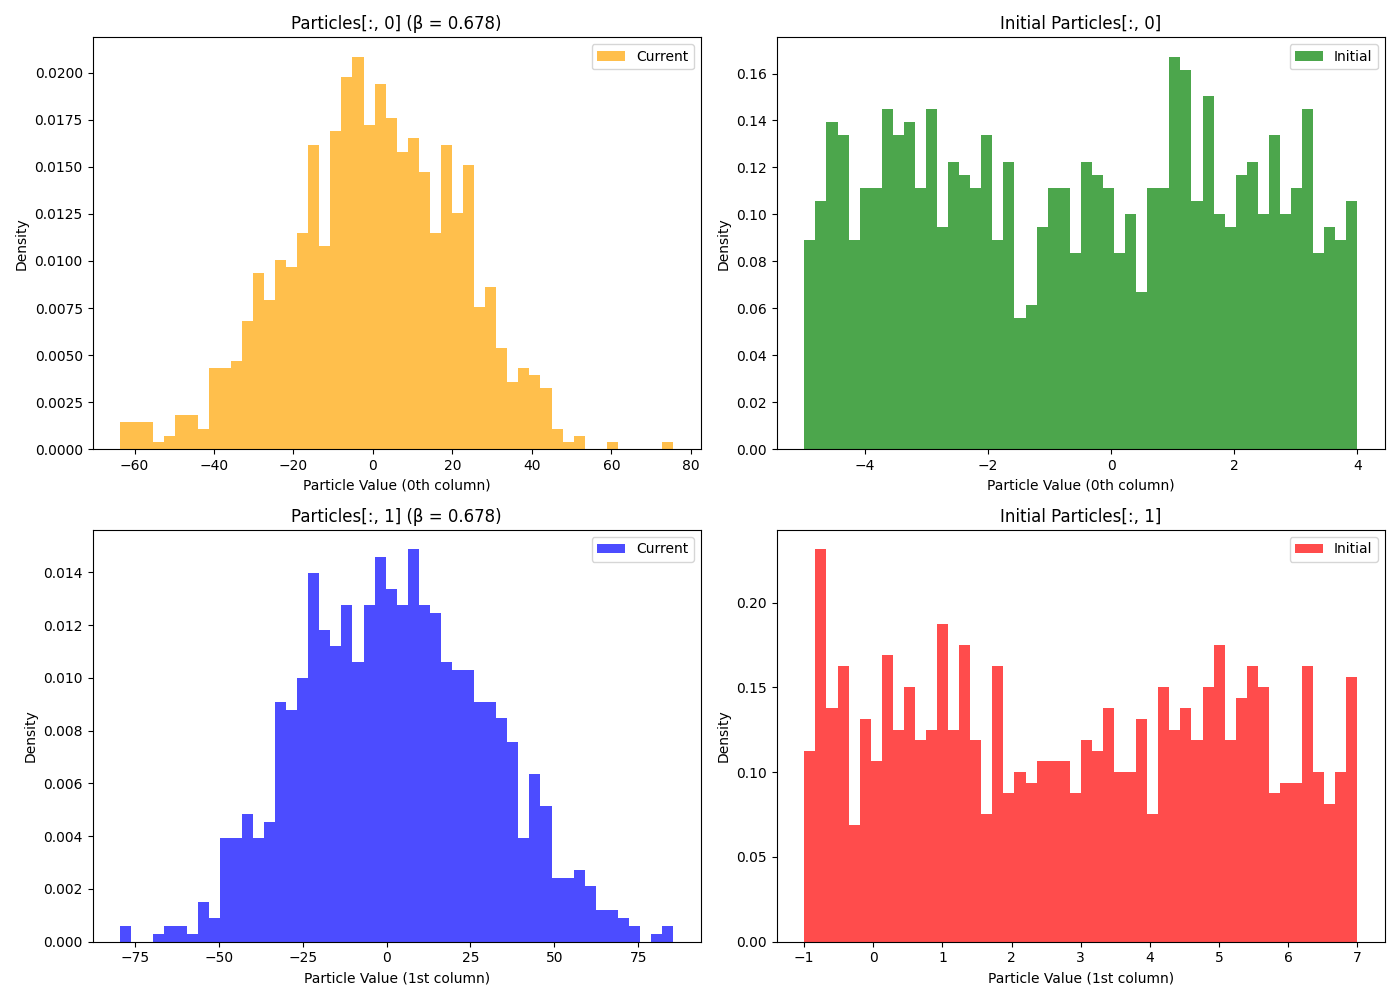 Particles[:, 0] (β = 0.678)
Current
Density
0.0200
0.0175
0.0150
0.0125
0.0100
0.0075
0.0050
0.0025
0.0000
−60 −40 −20 0 20 40 60 80
Particle Value (0th column)
Initial Particles[:, 0]
Initial
Density
0.16
0.14
0.12
0.10
0.08
0.06
0.04
0.02
0.00
−4 −2 0 2 4
Particle Value (0th column)
Particles[:, 1] (β = 0.678)
Current
Density
0.014
0.012
0.010
0.008
0.006
0.004
0.002
0.000
−75 −50 −25 0 25 50 75
Particle Value (1st column)
Initial Particles[:, 1]
Initial
Density
0.20
0.15
0.10
0.05
0.00
−1 0 1 2 3 4 5 6 7
Particle Value (1st column)